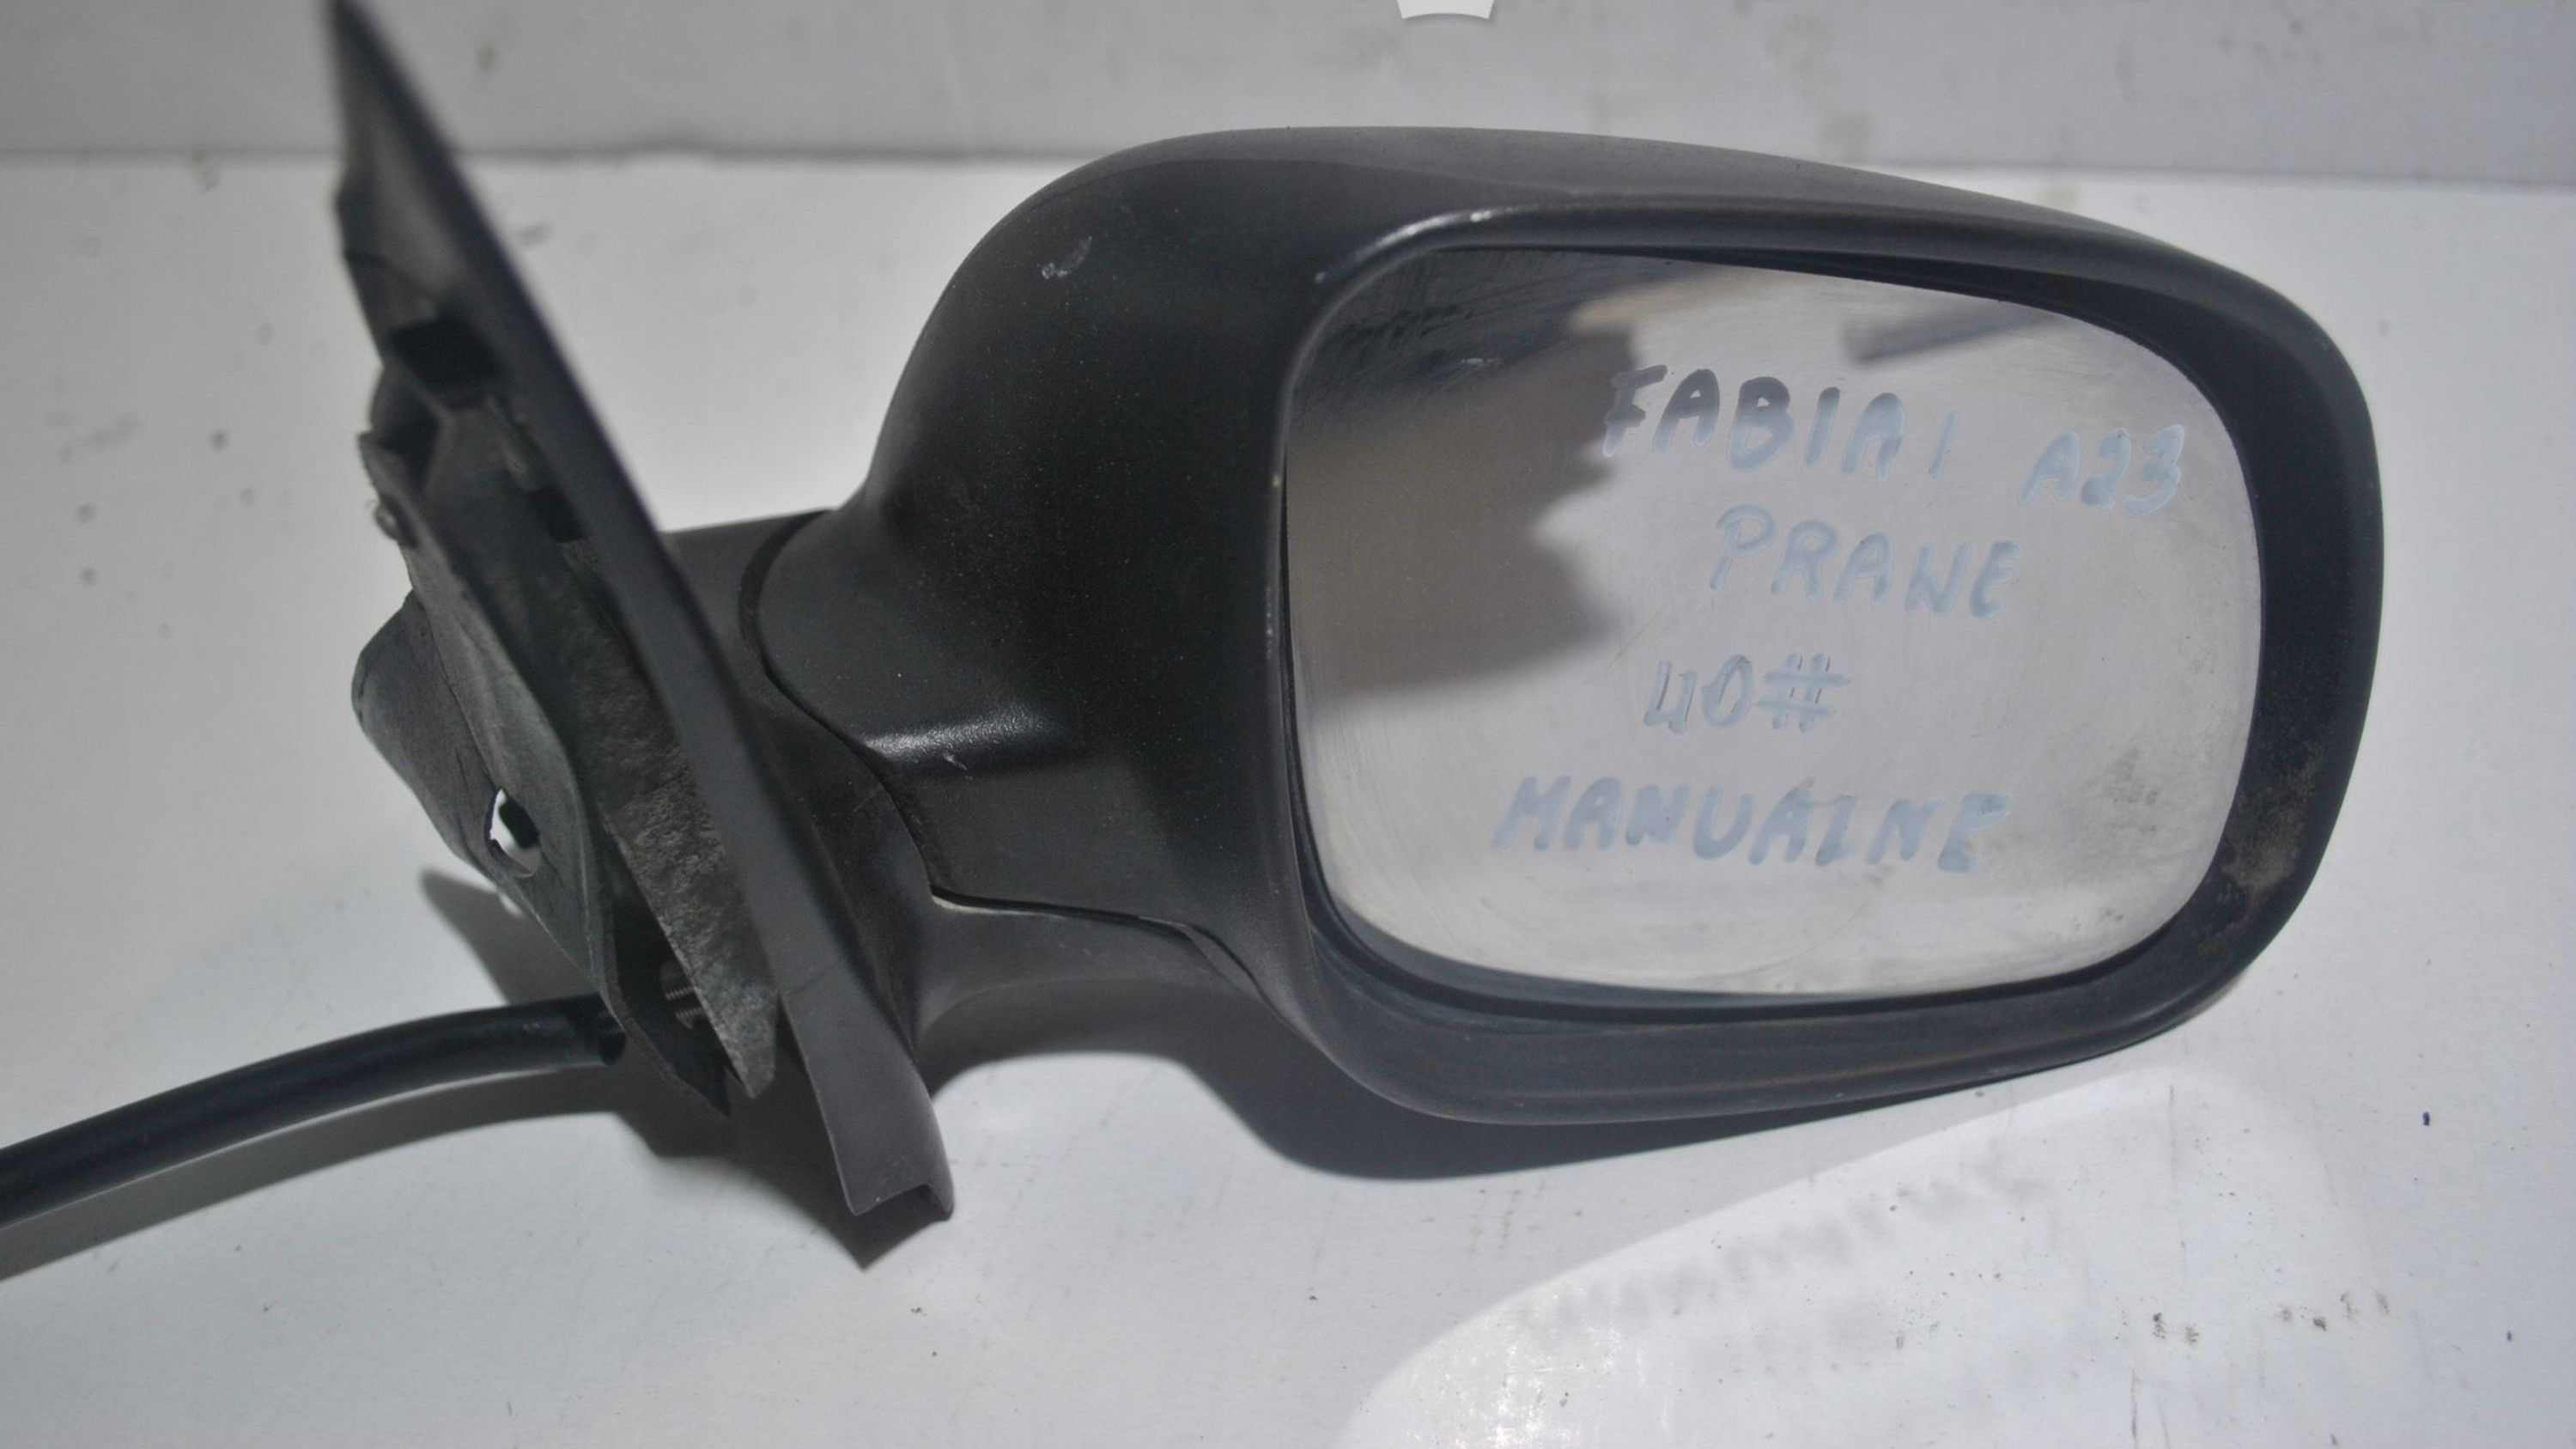 FABIA I A23
PRAWE
40#
MANUALNE